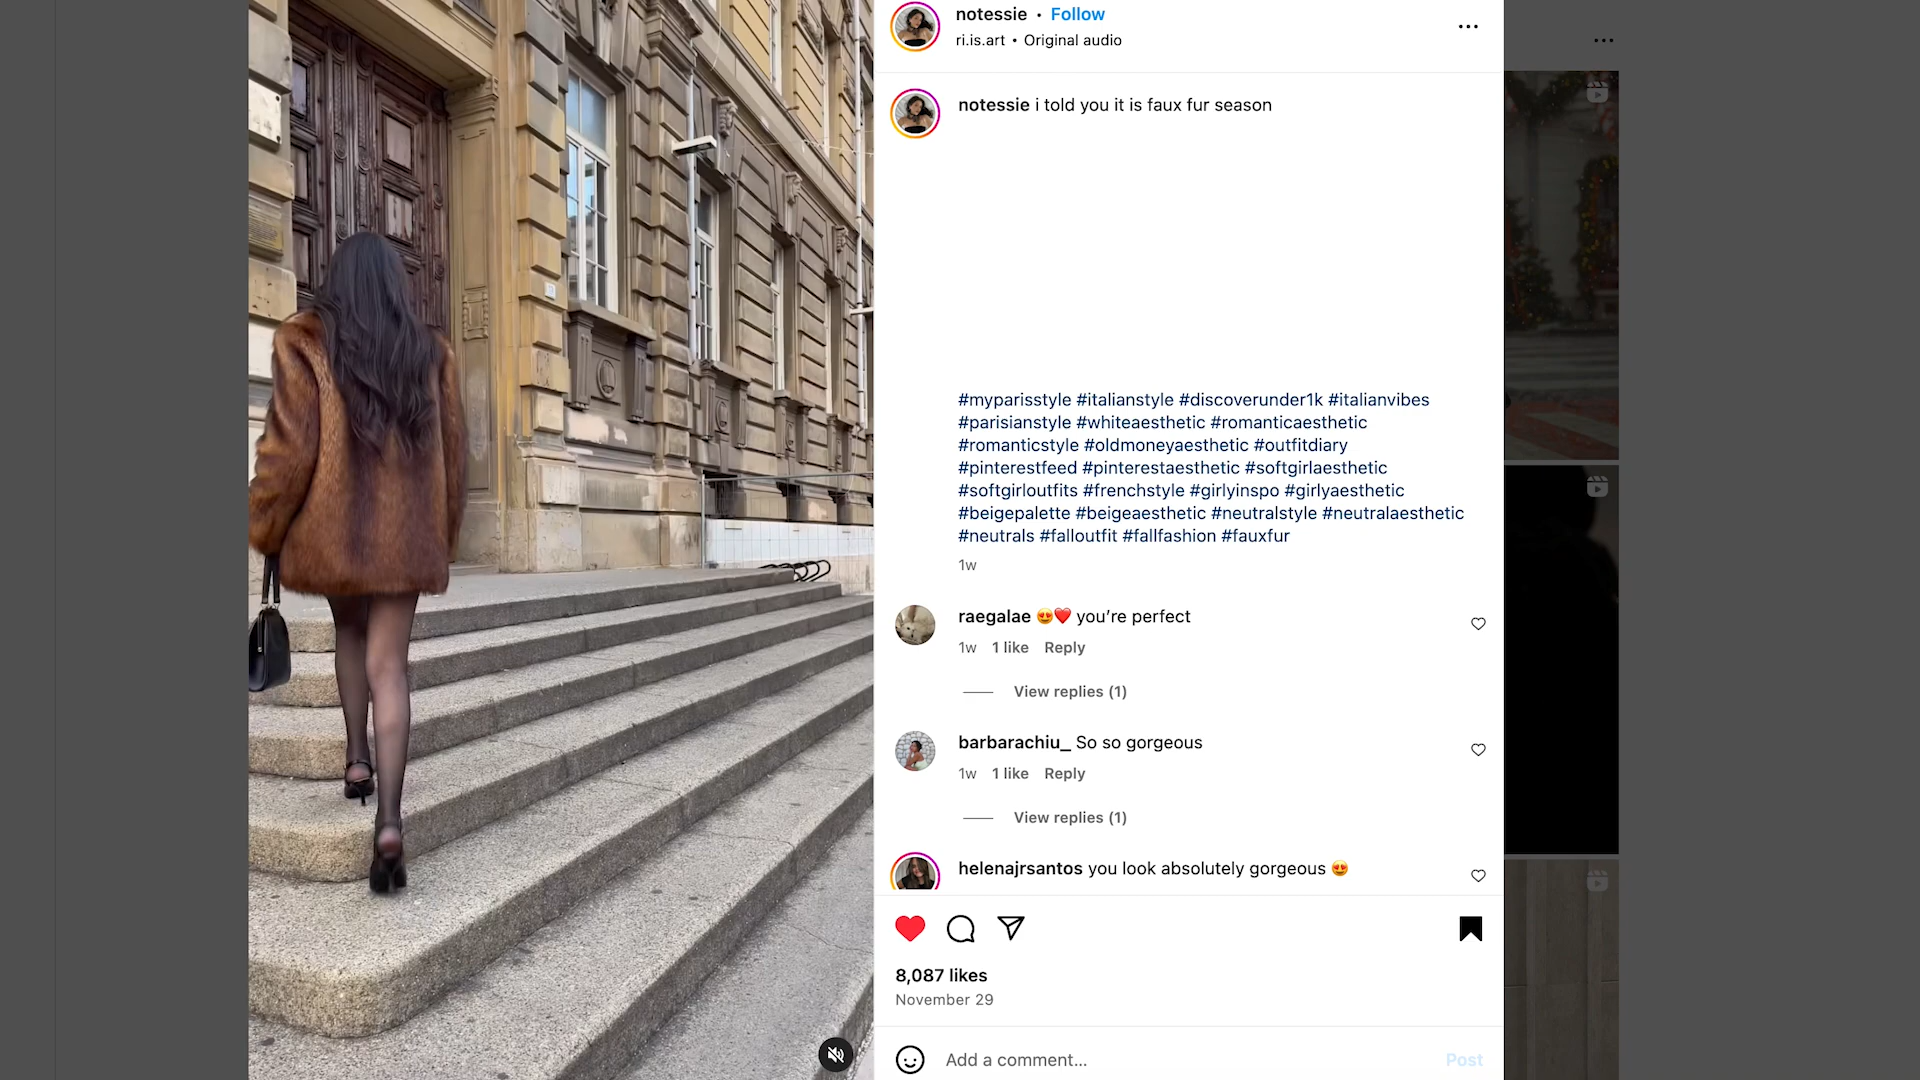 notessie • Follow
ri.is.art • Original audio
notessie i told you it is faux fur season
#myparisstyle #italianstyle #discoverunder1k #italianvibes
#parisianstyle #whiteaesthetic #romanticaesthetic
#romanticstyle #oldmoneyaesthetic #outfitdiary
#pinterestfeed #pinterestaesthetic #softgirlaesthetic
#softgirloutfits #frenchstyle #girlyinspo #girlyaesthetic
#beigepalette #beigeaesthetic #neutralstyle #neutralaesthetic
#neutrals #falloutfit #fallfashion #fauxfur
1w
raegalae 😍❤️ you’re perfect
1w 1 like Reply
View replies (1)
barbarachiu_ So so gorgeous
1w 1 like Reply
View replies (1)
helenajrsantos you look absolutely gorgeous 😍
8,087 likes
November 29
Add a comment... Post